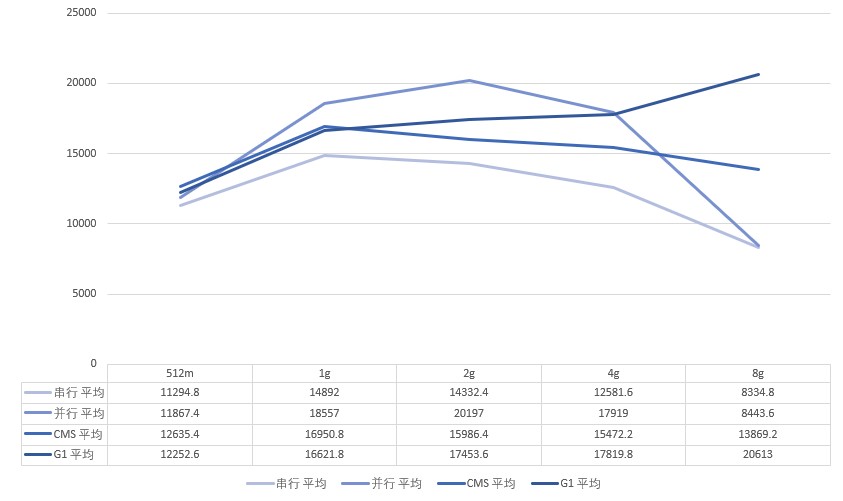 25000
20000
15000
10000
5000
0
512m 1g 2g 4g 8g
串行 平均 11294.8 14892 14332.4 12581.6 8334.8
并行 平均 11867.4 18557 20197 17919 8443.6
CMS 平均 12635.4 16950.8 15986.4 15472.2 13869.2
G1 平均 12252.6 16621.8 17453.6 17819.8 20613
串行 平均 并行 平均 CMS 平均 G1 平均